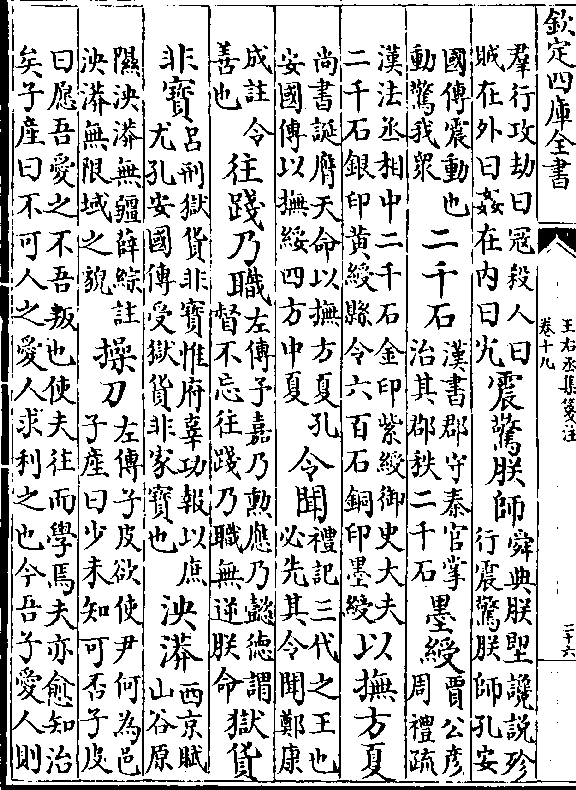 欽定四庫全書
王右丞集箋注
卷十九
二十六
羣行攻刼曰冦殺人曰
賊在外曰姦在内曰宄
震驚朕師
舜典朕堲讒説殄
行震驚朕師孔安
國傳震動也
動驚我衆
二千石
漢書郡守秦官掌
治其郡秩二千石
墨綬
賈公彦
周禮疏
漢法丞相中二千石金印紫綬御史大夫
二千石銀印黄綬縣令六百石銅印墨綬
以撫方夏
尚書誕膺天命以撫方夏孔
安國傳以撫綏四方中夏
令聞
禮記三代之王也
必先其令聞鄭康
成註令
善也
往踐乃職
左傳予嘉乃勲應乃懿德謂
督不忘往踐乃職無逆朕命
獄貨
非寶
吕刑獄貨非寶惟府辜功報以庶
尤孔安國傳受獄貨非家寶也
泱漭
西京賦
山谷原
隰泱漭無疆薛綜註
泱漭無限域之貌
操刀
左傳子皮欲使尹何為邑
子産曰少未知可否子皮
曰愿吾愛之不吾叛也使夫往而學焉夫亦愈知治
矣子産曰不可人之愛人求利之也今吾子愛人則